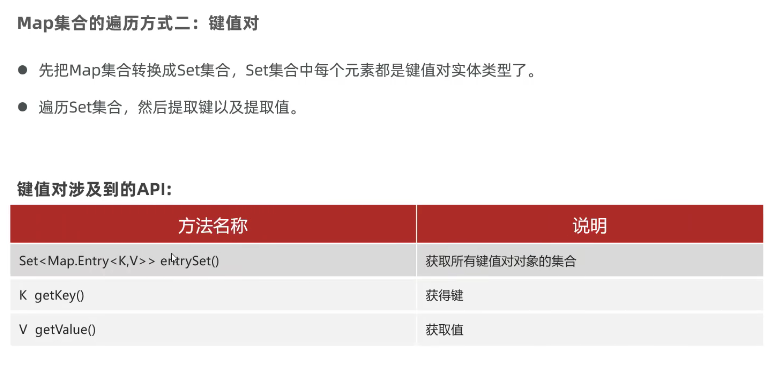 Map集合的遍历方式二：键值对
● 先把Map集合转换成Set集合，Set集合中每个元素都是键值对实体类型了。
● 遍历Set集合，然后提取键以及提取值。
键值对涉及到的API:
方法名称 说明
Set<Map.Entry<K,V>> entrySet() 获取所有键值对对象的集合
K getKey() 获得键
V getValue() 获取值